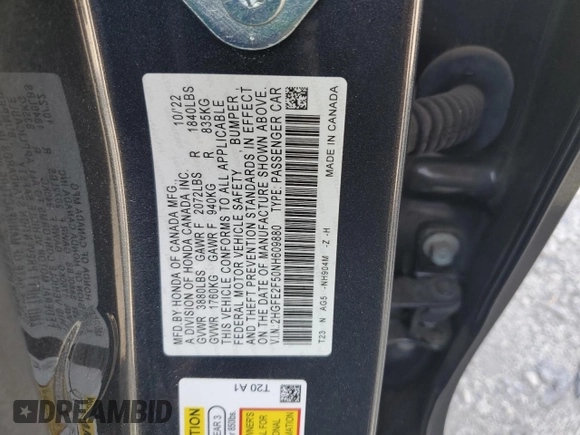 MFD. BY HONDA OF CANADA MFG. 10/'22
A DIVISION OF HONDA CANADA INC.
GVWR 3880LBS GAWR F 2072LBS R 1840LBS
GVWR 1760KG GAWR F 940KG R 835KG
THIS VEHICLE CONFORMS TO ALL APPLICABLE
FEDERAL MOTOR VEHICLE SAFETY, BUMPER,
AND THEFT PREVENTION STANDARDS IN EFFECT
ON THE DATE OF MANUFACTURE SHOWN ABOVE.
V.I.N.: 2HGFE2F50NH609880 TYPE: PASSENGER CAR
T23 N AG5 -NH904M -Z -H
MADE IN CANADA
T20 A1
EAR 3
DREAMBID